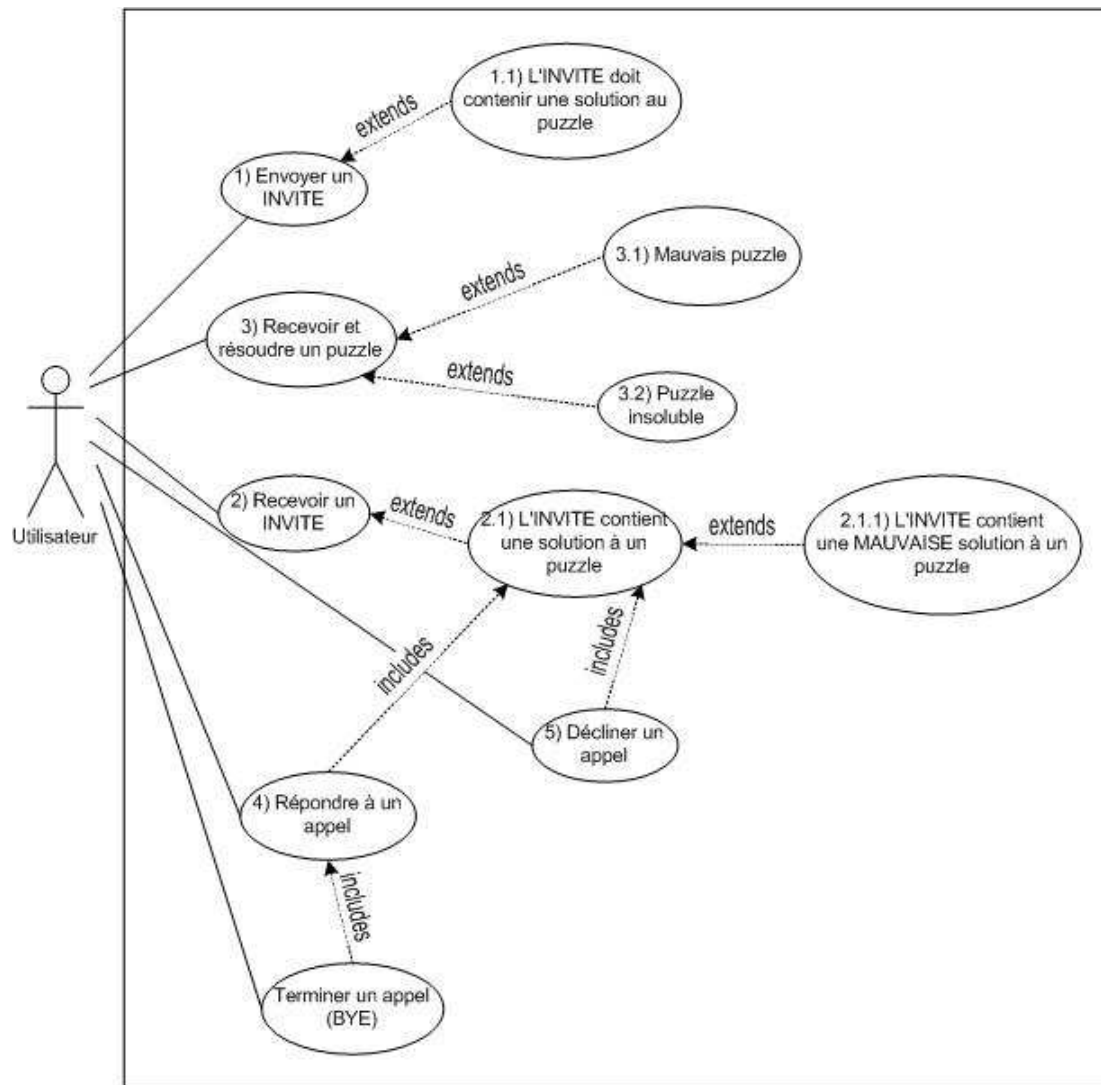 1.1) L'INVITE doit
contenir une solution au
puzzle
extends
1) Envoyer un
INVITE
3.1) Mauvais puzzle
extends
3) Recevoir et
résoudre un puzzle
extends
3.2) Puzzle
insoluble
Utilisateur
2) Recevoir un
INVITE
extends
2.1) L'INVITE contient
une solution à un
puzzle
extends
2.1.1) L'INVITE contient
une MAUVAISE solution à un
puzzle
includes
includes
5) Décliner un
appel
4) Répondre à un
appel
includes
Terminer un appel
(BYE)